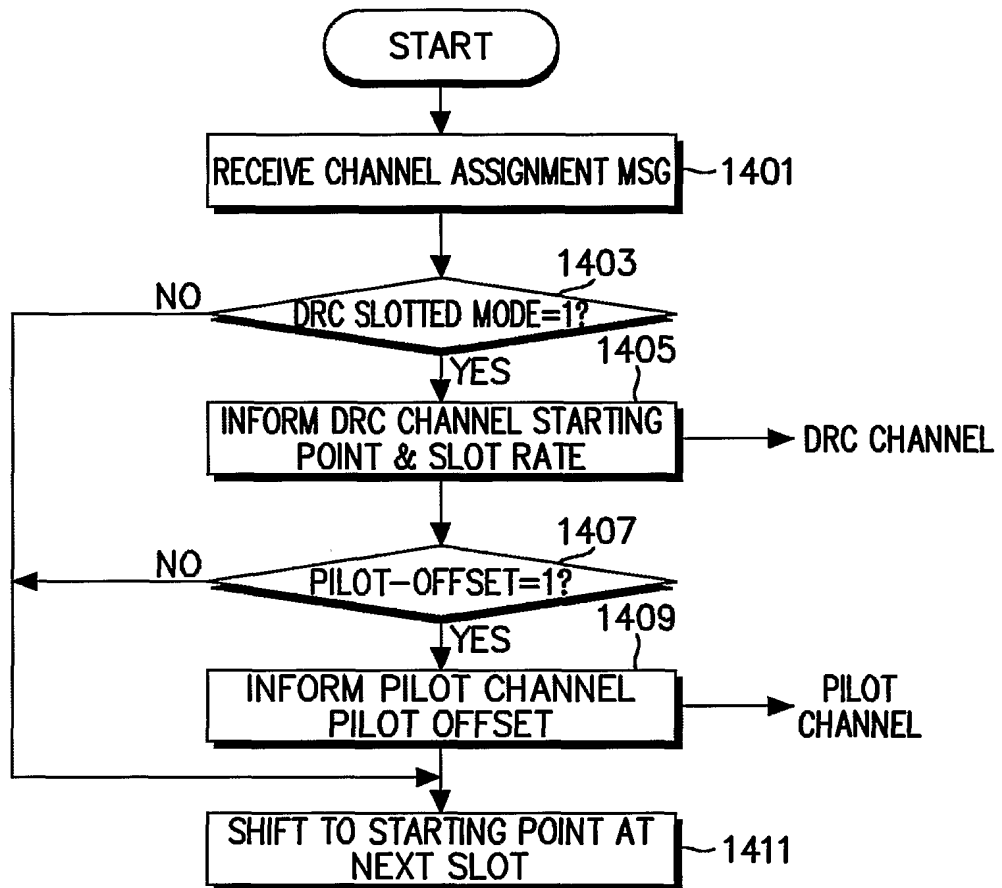 START
RECEIVE CHANNEL ASSIGNMENT MSG
1401
1403
NO
DRC SLOTTED MODE=1?
YES
1405
INFORM DRC CHANNEL STARTING
POINT & SLOT RATE
DRC CHANNEL
1407
NO
PILOT-OFFSET=1?
YES
1409
INFORM PILOT CHANNEL
PILOT OFFSET
PILOT
CHANNEL
SHIFT TO STARTING POINT AT
NEXT SLOT
1411